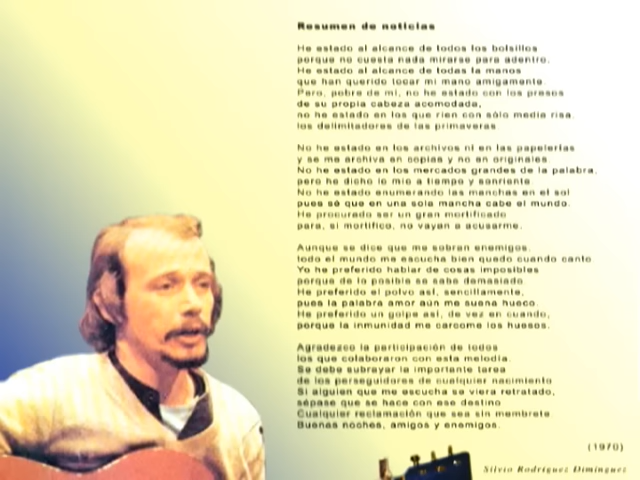 Resumen de noticias
He estado al alcance de todos los bolsillos
porque no cuesta nada mirarse para adentro.
He estado al alcance de todas la manos
que han querido tocar mi mano amigamente.
Pero, pobre de mi, no he estado con los presos
de su propia cabeza acomodada,
no he estado en los que rien con sólo media risa.
los delimitadores de las primaveras
No he estado en los archivos ni en las papelerías
y se me archiva en copias y no en originales.
No he estado en los mercados grandes de la palabra,
pero he dicho lo mio a tiempo y sonriente
No he estado enumerando las manchas en el sol
pues sé que en una sola mancha cabe el mundo.
He procurado ser un gran mortificado
para, si mortifico, no vayan a acusarme.
Aunque se dice que me sobran enemigos.
todo el mundo me escucha bien quedo cuando canto
Yo he preferido hablar de cosas imposibles
porque de lo posible se sabe demasiado
He preferido el polvo así, sencillamente,
pues la palabra amor aún me suena hueco.
He preferido un golpe así, de vez en cuando,
porque la inmunidad me carcome los huesos.
Agradezco la participación de todos
los que colaboraron con esta melodía.
Se debe subrayar la importante tarea
de los perseguidores de cualquier nacimiento
Si alguien que me escucha se viera retratado,
sépase que se hace con ese destino
Cualquier reclamación que sea sin membrete
Buenas noches, amigos y enemigos.
(1970)
Silvio Rodríguez Dimínguez